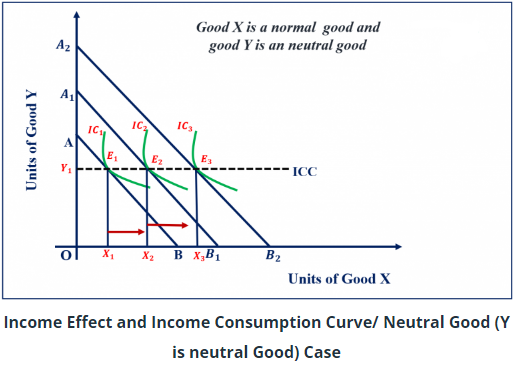 Good X is a normal good and
good Y is an neutral good
Units of Good Y
A₂
A₁
IC₁
IC₂
IC₃
A
E₁
E₂
E₃
Y₁
ICC
O
X₁
X₂
B
X₃
B₁
B₂
Units of Good X
Income Effect and Income Consumption Curve/ Neutral Good (Y
is neutral Good) Case